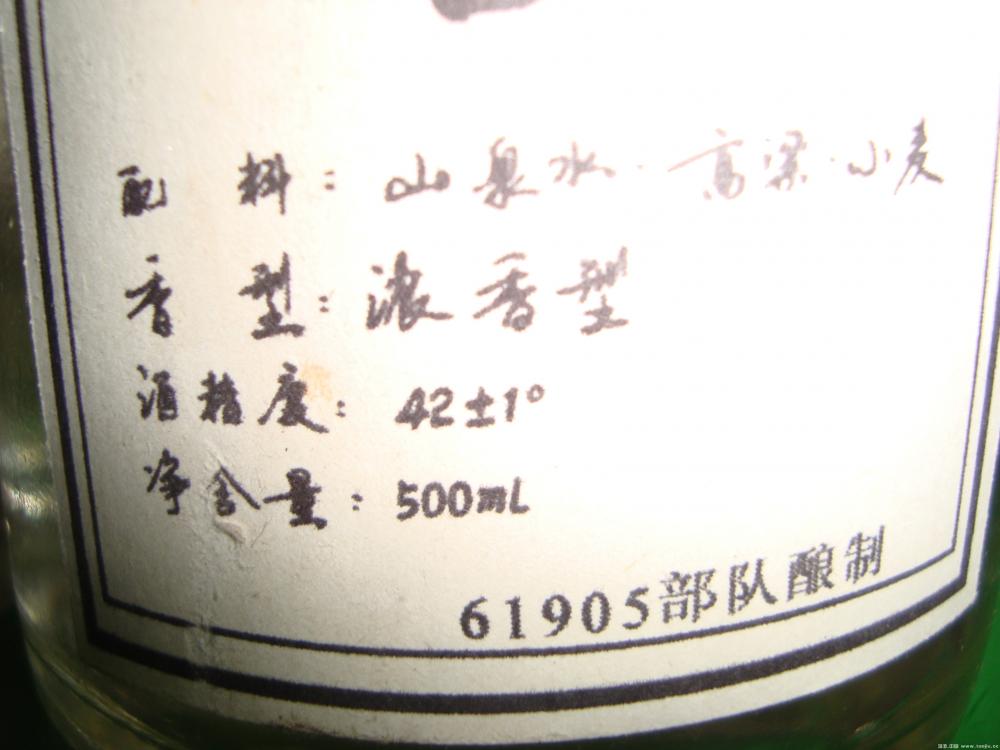 配料：山泉水·高粱·小麦
香型：浓香型
酒精度：42±1°
净含量：500mL
61905部队酿制